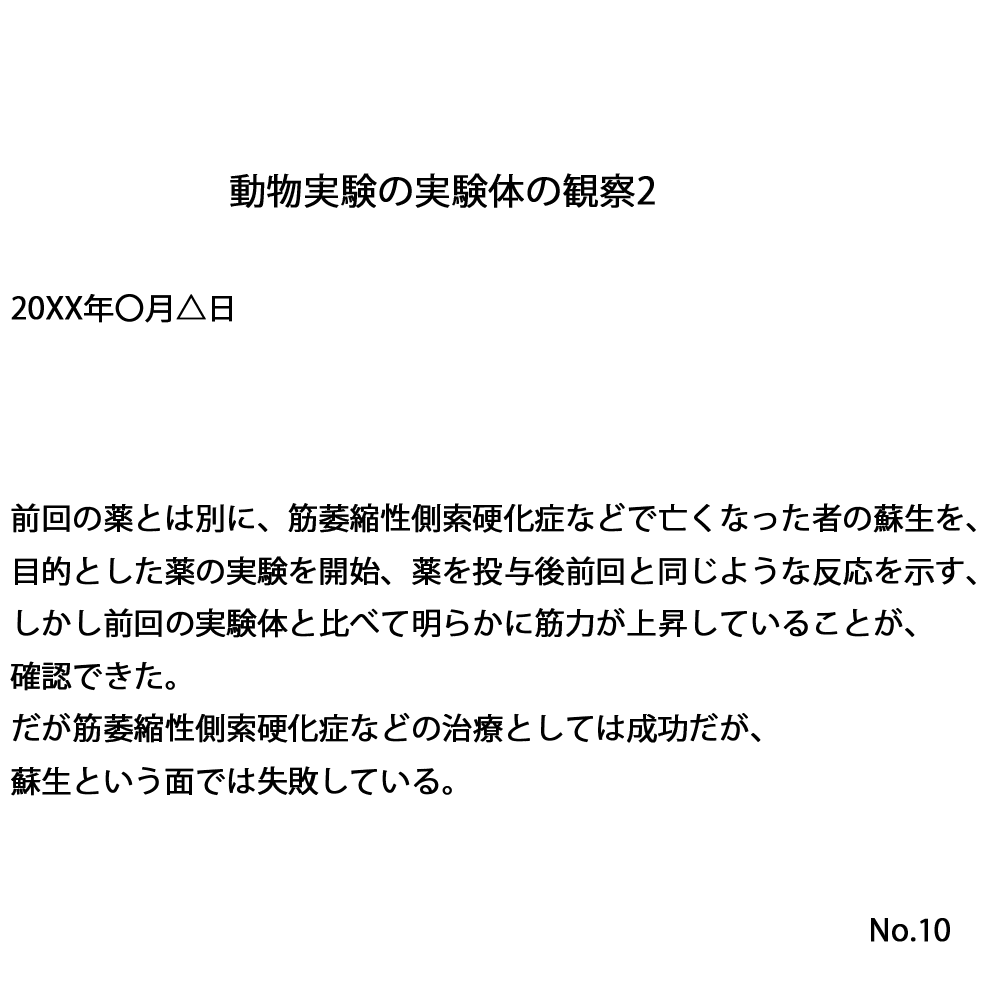 動物実験の実験体の観察2
20XX年〇月△日
前回の薬とは別に、筋萎縮性側索硬化症などで亡くなった者の蘇生を、
目的とした薬の実験を開始、薬を投与後前回と同じような反応を示す、
しかし前回の実験体と比べて明らかに筋力が上昇していることが、
確認できた。
だが筋萎縮性側索硬化症などの治療としては成功だが、
蘇生という面では失敗している。
No.10